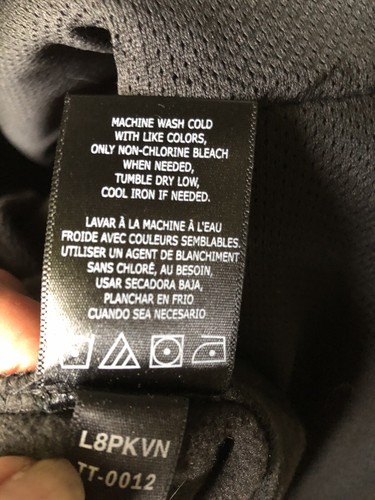 MACHINE WASH COLD
WITH LIKE COLORS,
ONLY NON-CHLORINE BLEACH
WHEN NEEDED,
TUMBLE DRY LOW,
COOL IRON IF NEEDED.
LAVAR À LA MACHINE À L'EAU
FROIDE AVEC COULEURS SEMBLABLES.
UTILISER UN AGENT DE BLANCHIMENT
SANS CHLORÉ, AU BESOIN,
USAR SECADORA BAJA,
PLANCHAR EN FRIO
CUANDO SEA NECESARIO
L8PKVN
TT-0012